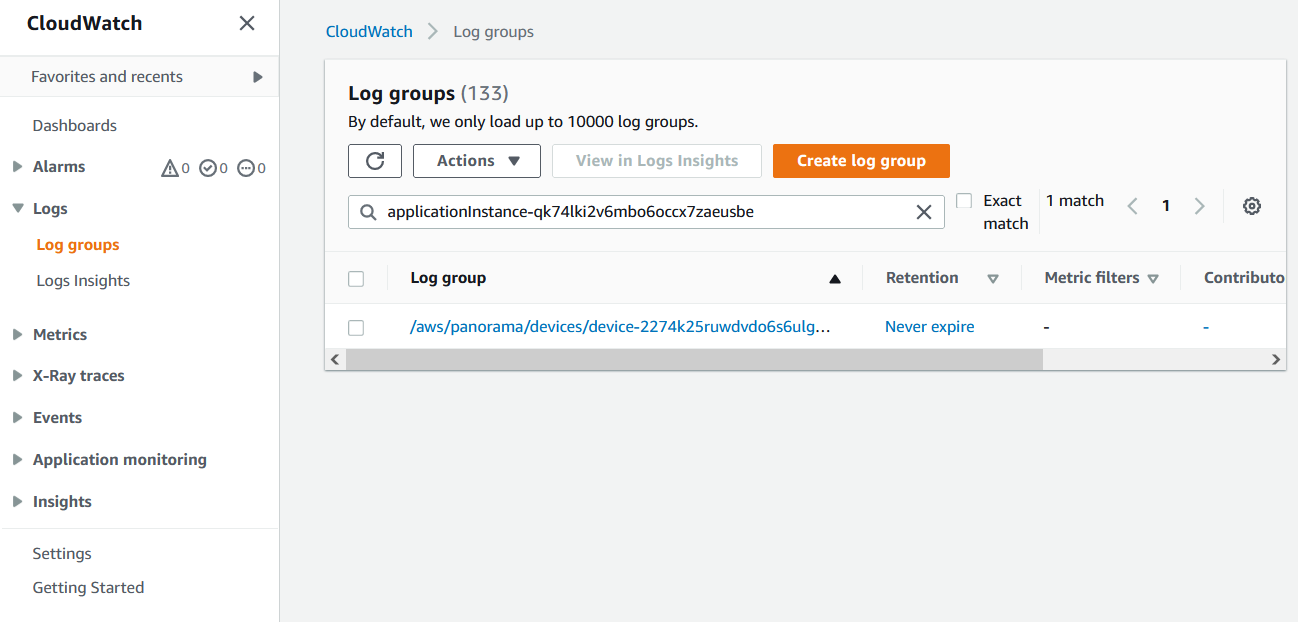 CloudWatch
Favorites and recents
Dashboards
Alarms 0 0 0
Logs
Log groups
Logs Insights
Metrics
X-Ray traces
Events
Application monitoring
Insights
Settings
Getting Started
CloudWatch Log groups
Log groups (133)
By default, we only load up to 10000 log groups.
Actions View in Logs Insights Create log group
applicationInstance-qk74lki2v6mbo6occx7zaeusbe
Exact
match
1 match 1
Log group Retention Metric filters Contributo
/aws/panorama/devices/device-2274k25ruwdvdo6s6ulg... Never expire - -